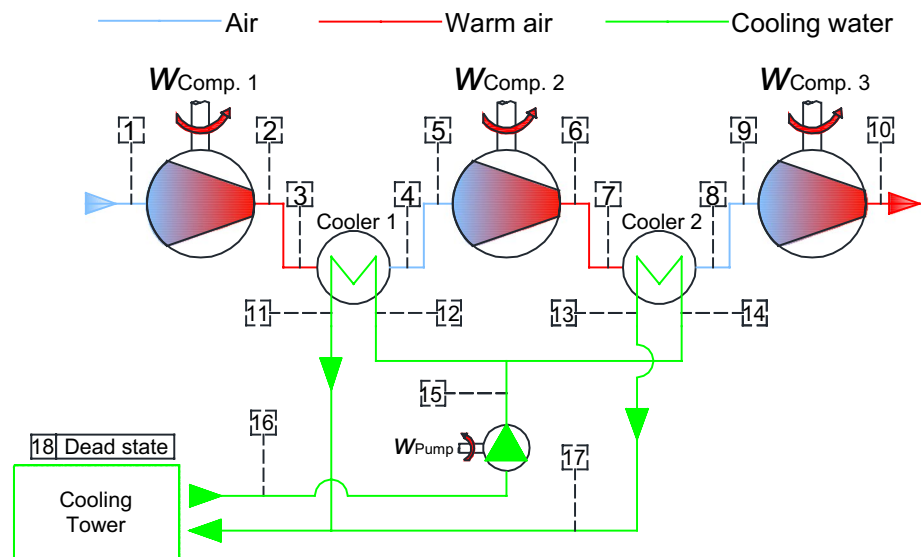 Air
Warm air
Cooling water
WComp. 1
WComp. 2
WComp. 3
1
2
5
6
9
10
3
Cooler 1
4
7
Cooler 2
8
11
12
13
14
15
16
WPump
17
18 Dead state
Cooling
Tower